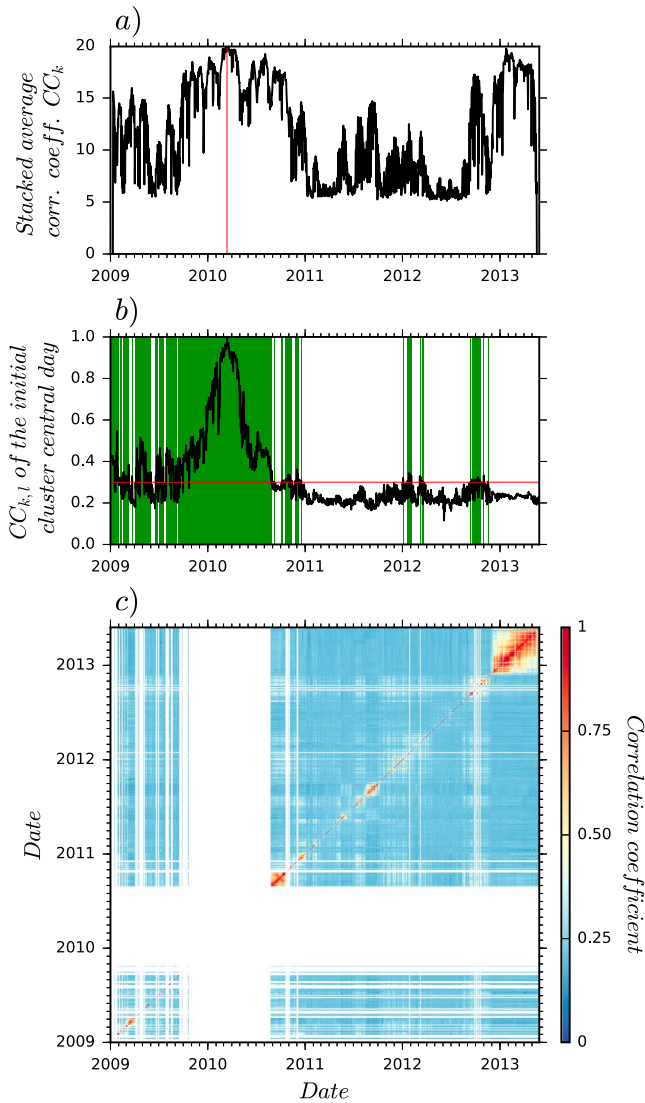 a)
Stacked average
corr. coeff. CC_k
20
15
10
5
0
2009 2010 2011 2012 2013
b)
CC_{k,l} of the initial
cluster central day
1.0
0.8
0.6
0.4
0.2
0.0
2009 2010 2011 2012 2013
c)
Date
2013
2012
2011
2010
2009
2009 2010 2011 2012 2013
Date
1
0.75
0.50
0.25
0
Correlation coefficient